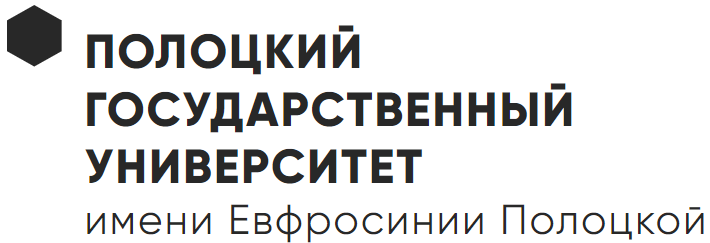 ПОЛОЦКИЙ
ГОСУДАРСТВЕННЫЙ
УНИВЕРСИТЕТ
имени Евфросинии Полоцкой